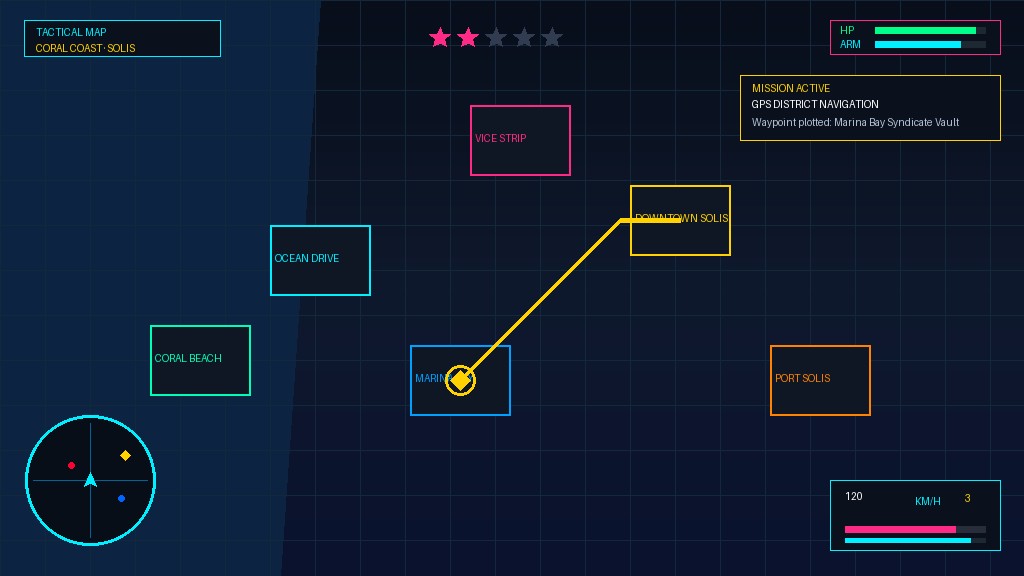 TACTICAL MAP
CORAL COAST · SOLIS
HP
ARM
MISSION ACTIVE
GPS DISTRICT NAVIGATION
Waypoint plotted: Marina Bay Syndicate Vault
VICE STRIP
DOWNTOWN SOLIS
OCEAN DRIVE
CORAL BEACH
PORT SOLIS
120
KM/H
3